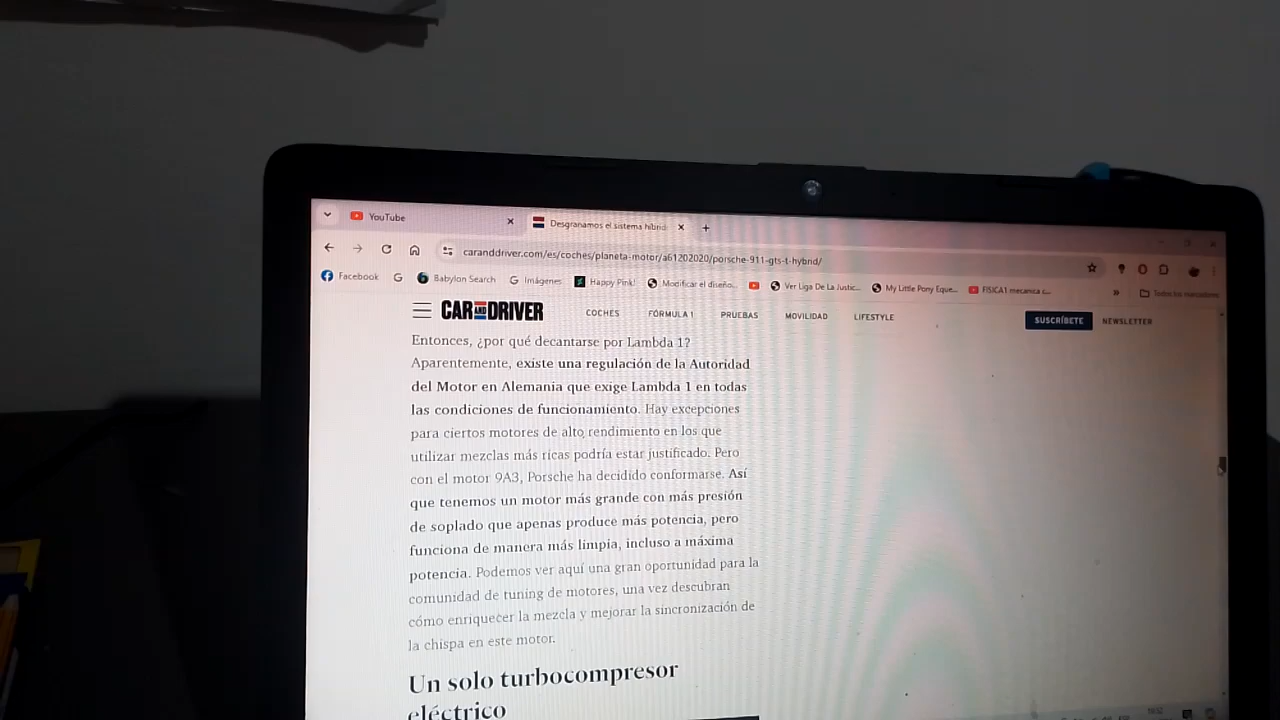 YouTube
Desgranamos el sistema híbrid
caranddriver.com/es/coches/planeta-motor/a61202020/porsche-911-gts-t-hybrid/
Facebook
Babylon Search
Imágenes
Happy Pink!
Modificar el diseño...
Ver Liga De La Justic...
My Little Pony Eque...
FISICA1 mecanica c...
Todos los marcadores
CAR AND DRIVER
COCHES
FÓRMULA 1
PRUEBAS
MOVILIDAD
LIFESTYLE
SUSCRÍBETE
NEWSLETTER
Entonces, ¿por qué decantarse por Lambda 1?
Aparentemente, existe una regulación de la Autoridad
del Motor en Alemania que exige Lambda 1 en todas
las condiciones de funcionamiento. Hay excepciones
para ciertos motores de alto rendimiento en los que
utilizar mezclas más ricas podría estar justificado. Pero
con el motor 9A3, Porsche ha decidido conformarse. Así
que tenemos un motor más grande con más presión
de soplado que apenas produce más potencia, pero
funciona de manera más limpia, incluso a máxima
potencia. Podemos ver aquí una gran oportunidad para la
comunidad de tuning de motores, una vez descubran
cómo enriquecer la mezcla y mejorar la sincronización de
la chispa en este motor.
Un solo turbocompresor
eléctrico